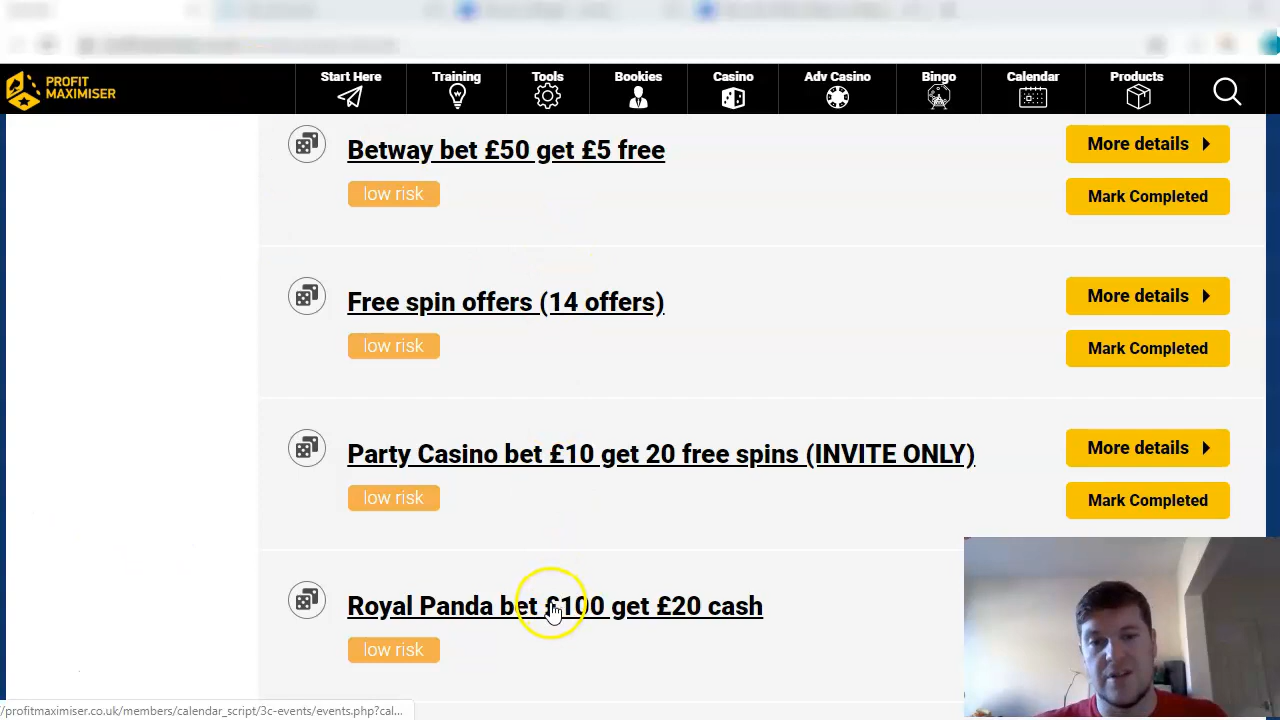 PROFIT
MAXIMISER
Start Here
Training
Tools
Bookies
Casino
Adv Casino
Bingo
Calendar
Products
Betway bet £50 get £5 free
low risk
More details
Mark Completed
Free spin offers (14 offers)
low risk
More details
Mark Completed
Party Casino bet £10 get 20 free spins (INVITE ONLY)
low risk
More details
Mark Completed
Royal Panda bet £100 get £20 cash
low risk
/profitmaximiser.co.uk/members/calendar_script/3c-events/events.php?cal...